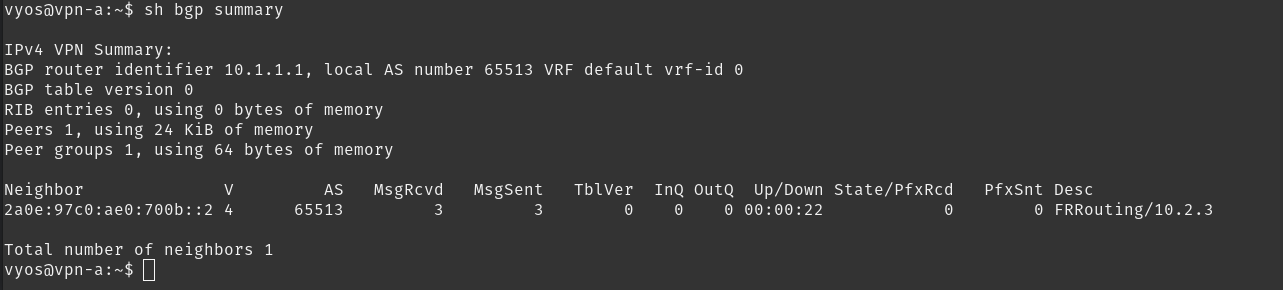 vyos@vpn-a:~$ sh bgp summary
IPv4 VPN Summary:
BGP router identifier 10.1.1.1, local AS number 65513 VRF default vrf-id 0
BGP table version 0
RIB entries 0, using 0 bytes of memory
Peers 1, using 24 KiB of memory
Peer groups 1, using 64 bytes of memory
Neighbor              V         AS   MsgRcvd   MsgSent   TblVer  InQ OutQ  Up/Down State/PfxRcd   PfxSnt Desc
2a0e:97c0:ae0:700b::2 4      65513         3         3        0    0    0 00:00:22            0        0 FRRouting/10.2.3
Total number of neighbors 1
vyos@vpn-a:~$